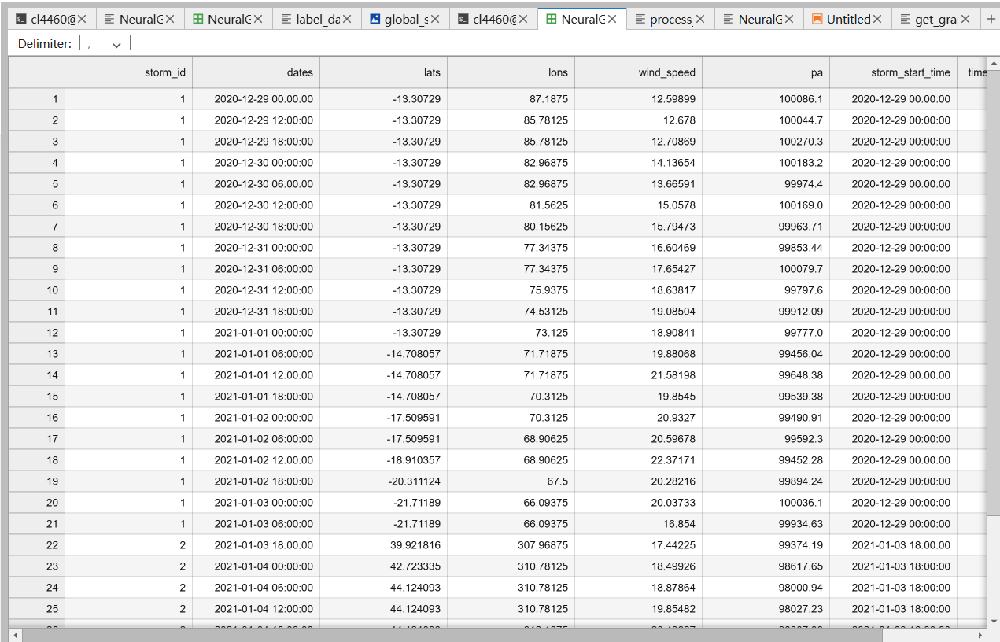 cl4460@ NeuralG NeuralG label_da global_s cl4460@ NeuralG process_ NeuralG Untitled get_gra
Delimiter: ,
storm_id dates lats lons wind_speed pa storm_start_time time
1 1 2020-12-29 00:00:00 -13.30729 87.1875 12.59899 100086.1 2020-12-29 00:00:00
2 1 2020-12-29 12:00:00 -13.30729 85.78125 12.678 100044.7 2020-12-29 00:00:00
3 1 2020-12-29 18:00:00 -13.30729 85.78125 12.70869 100270.3 2020-12-29 00:00:00
4 1 2020-12-30 00:00:00 -13.30729 82.96875 14.13654 100183.2 2020-12-29 00:00:00
5 1 2020-12-30 06:00:00 -13.30729 82.96875 13.66591 99974.4 2020-12-29 00:00:00
6 1 2020-12-30 12:00:00 -13.30729 81.5625 15.0578 100169.0 2020-12-29 00:00:00
7 1 2020-12-30 18:00:00 -13.30729 80.15625 15.79473 99963.71 2020-12-29 00:00:00
8 1 2020-12-31 00:00:00 -13.30729 77.34375 16.60469 99853.44 2020-12-29 00:00:00
9 1 2020-12-31 06:00:00 -13.30729 77.34375 17.65427 100079.7 2020-12-29 00:00:00
10 1 2020-12-31 12:00:00 -13.30729 75.9375 18.63817 99797.6 2020-12-29 00:00:00
11 1 2020-12-31 18:00:00 -13.30729 74.53125 19.08504 99912.09 2020-12-29 00:00:00
12 1 2021-01-01 00:00:00 -13.30729 73.125 18.90841 99777.0 2020-12-29 00:00:00
13 1 2021-01-01 06:00:00 -14.708057 71.71875 19.88068 99456.04 2020-12-29 00:00:00
14 1 2021-01-01 12:00:00 -14.708057 71.71875 21.58198 99648.38 2020-12-29 00:00:00
15 1 2021-01-01 18:00:00 -14.708057 70.3125 19.8545 99539.38 2020-12-29 00:00:00
16 1 2021-01-02 00:00:00 -17.509591 70.3125 20.9327 99490.91 2020-12-29 00:00:00
17 1 2021-01-02 06:00:00 -17.509591 68.90625 20.59678 99592.3 2020-12-29 00:00:00
18 1 2021-01-02 12:00:00 -18.910357 68.90625 22.37171 99452.28 2020-12-29 00:00:00
19 1 2021-01-02 18:00:00 -20.311124 67.5 20.28216 99894.24 2020-12-29 00:00:00
20 1 2021-01-03 00:00:00 -21.71189 66.09375 20.03733 100036.1 2020-12-29 00:00:00
21 1 2021-01-03 06:00:00 -21.71189 66.09375 16.854 99934.63 2020-12-29 00:00:00
22 2 2021-01-03 18:00:00 39.921816 307.96875 17.44225 99374.19 2021-01-03 18:00:00
23 2 2021-01-04 00:00:00 42.723335 310.78125 18.49926 98617.65 2021-01-03 18:00:00
24 2 2021-01-04 06:00:00 44.124093 310.78125 18.87864 98000.94 2021-01-03 18:00:00
25 2 2021-01-04 12:00:00 44.124093 310.78125 19.85482 98027.23 2021-01-03 18:00:00